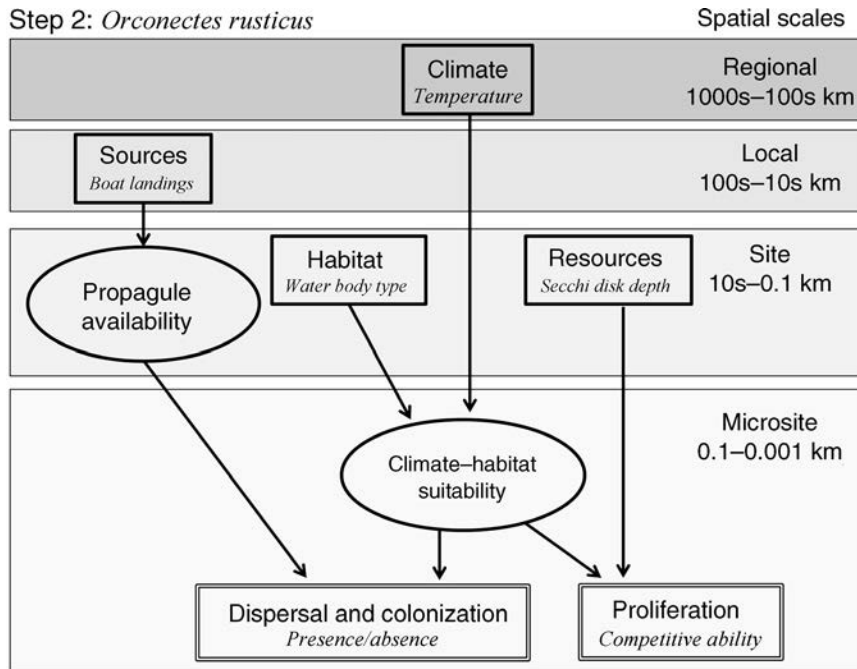 Step 2: Orconectes rusticus
Spatial scales
Climate
Temperature
Regional
1000s–100s km
Sources
Boat landings
Local
100s–10s km
Propagule
availability
Habitat
Water body type
Resources
Secchi disk depth
Site
10s–0.1 km
Microsite
0.1–0.001 km
Climate–habitat
suitability
Dispersal and colonization
Presence/absence
Proliferation
Competitive ability